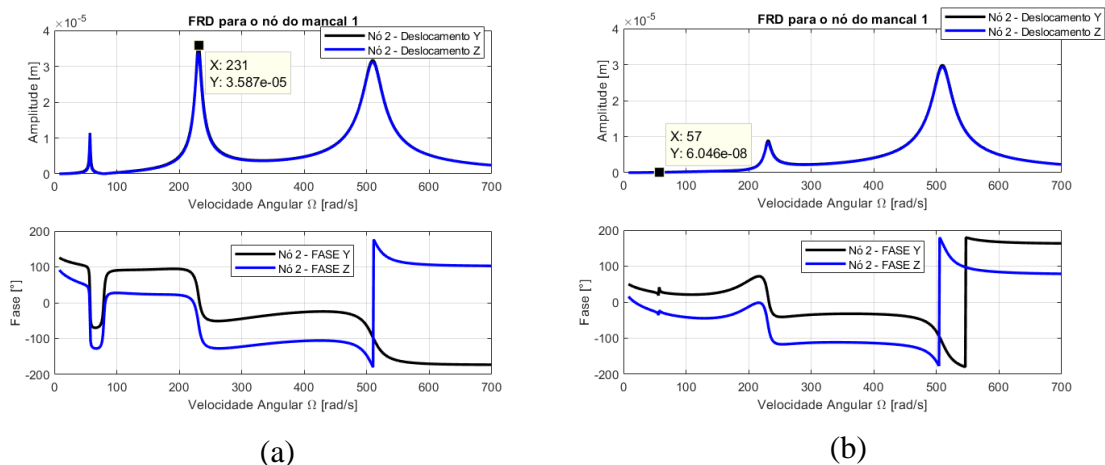 FRD para o nó do mancal 1
×10^-5
Nó 2 - Deslocamento Y
Nó 2 - Deslocamento Z
X: 231
Y: 3.587e-05
Amplitude [m]
4
3
2
1
0
0 100 200 300 400 500 600 700
Velocidade Angular Ω [rad/s]
Nó 2 - FASE Y
Nó 2 - FASE Z
Fase [°]
200
100
0
-100
-200
0 100 200 300 400 500 600 700
Velocidade Angular Ω [rad/s]
(a)
FRD para o nó do mancal 1
×10^-5
Nó 2 - Deslocamento Y
Nó 2 - Deslocamento Z
X: 57
Y: 6.046e-08
Amplitude [m]
4
3
2
1
0
0 100 200 300 400 500 600 700
Velocidade Angular Ω [rad/s]
Nó 2 - FASE Y
Nó 2 - FASE Z
Fase [°]
200
100
0
-100
-200
0 100 200 300 400 500 600 700
Velocidade Angular Ω [rad/s]
(b)